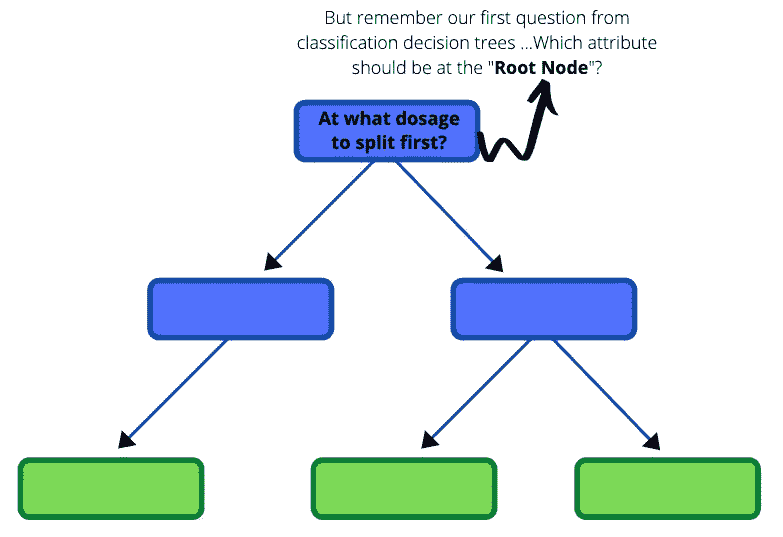 But remember our first question from
classification decision trees ...Which attribute
should be at the "Root Node"?
At what dosage
to split first?